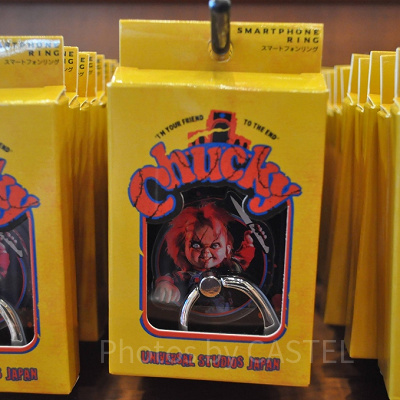 SMARTPHONE
RING
スマートフォンリング
"I'M YOUR FRIEND TO THE END"
Chucky
UNIVERSAL STUDIOS JAPAN
Photos by CASTEL